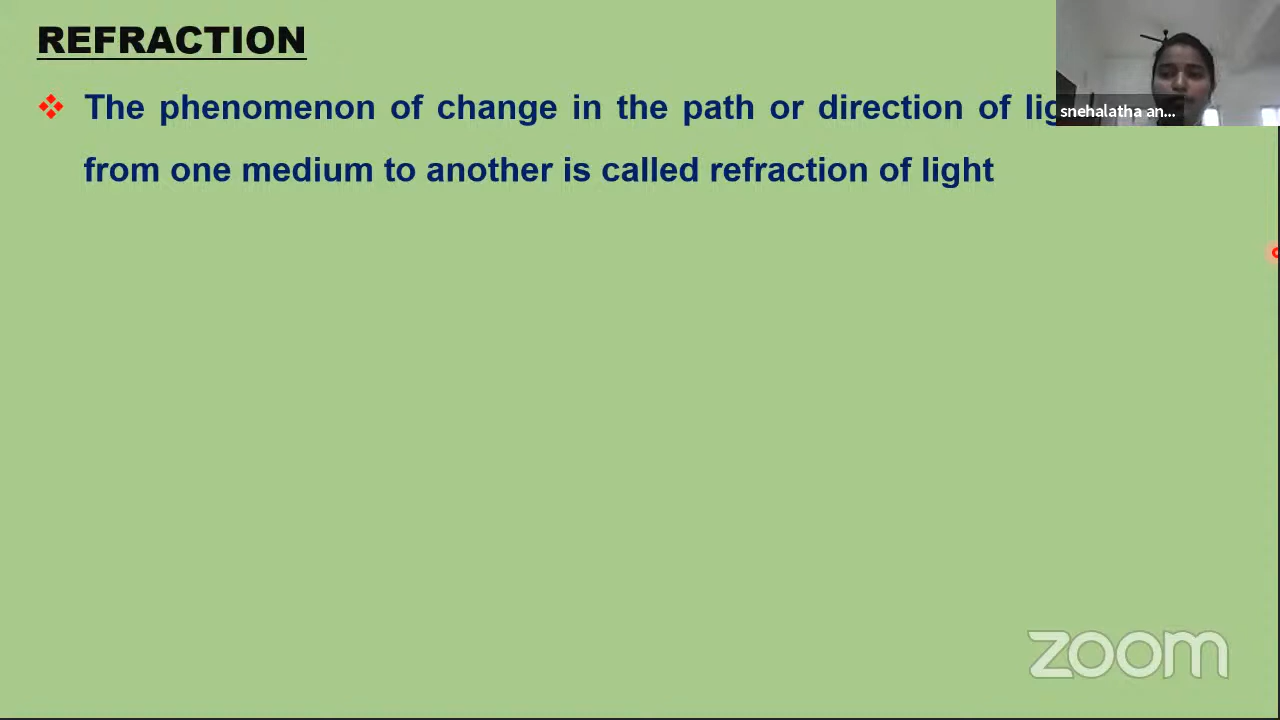 REFRACTION
The phenomenon of change in the path or direction of
from one medium to another is called refraction of light
snehalatha an...
zoom